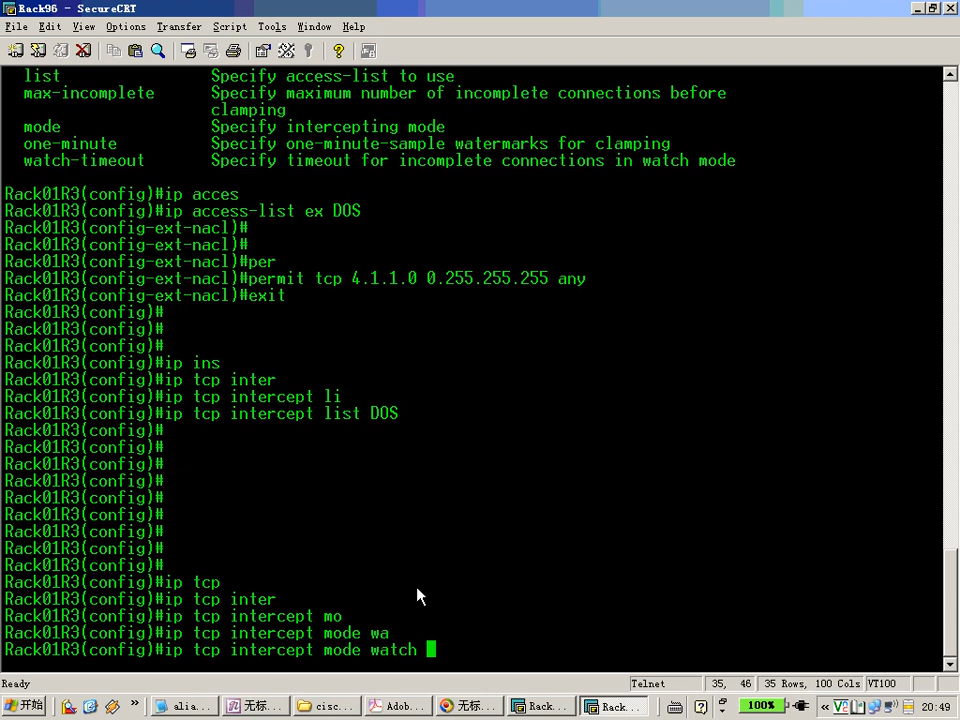 Rack96 - SecureCRT
File Edit View Options Transfer Script Tools Window Help
list Specify access-list to use
max-incomplete Specify maximum number of incomplete connections before
clamping
mode Specify intercepting mode
one-minute Specify one-minute-sample watermarks for clamping
watch-timeout Specify timeout for incomplete connections in watch mode
Rack01R3(config)#ip acces
Rack01R3(config)#ip access-list ex DOS
Rack01R3(config-ext-nacl)#
Rack01R3(config-ext-nacl)#
Rack01R3(config-ext-nacl)#per
Rack01R3(config-ext-nacl)#permit tcp 4.1.1.0 0.255.255.255 any
Rack01R3(config-ext-nacl)#exit
Rack01R3(config)#
Rack01R3(config)#
Rack01R3(config)#
Rack01R3(config)#ip ins
Rack01R3(config)#ip tcp inter
Rack01R3(config)#ip tcp intercept li
Rack01R3(config)#ip tcp intercept list DOS
Rack01R3(config)#
Rack01R3(config)#
Rack01R3(config)#
Rack01R3(config)#
Rack01R3(config)#
Rack01R3(config)#
Rack01R3(config)#
Rack01R3(config)#
Rack01R3(config)#
Rack01R3(config)#ip tcp
Rack01R3(config)#ip tcp inter
Rack01R3(config)#ip tcp intercept mo
Rack01R3(config)#ip tcp intercept mode wa
Rack01R3(config)#ip tcp intercept mode watch
Ready Telnet 35, 46 35 Rows, 100 Cols VT100
开始 » alia... 无标... cisc... Adob... 无标... Rack... Rack... 100% « 20:49